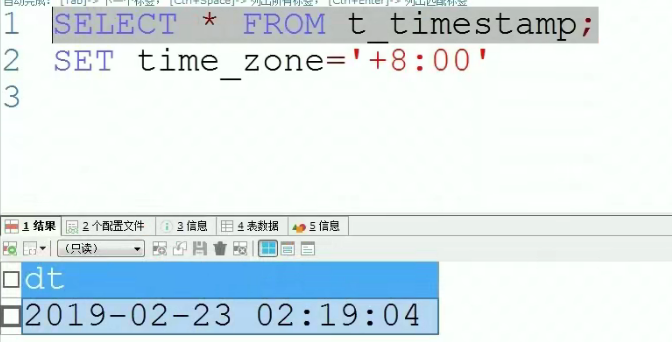 自动完成: [Tab]-> 下一个标签, [Ctrl+Space]-> 列出所有标签, [Ctrl+Enter]-> 列出匹配标签
1 SELECT * FROM t_timestamp;
2 SET time_zone='+8:00'
3
1 结果 2 个配置文件 3 信息 4 表数据 5 信息
(只读)
dt
2019-02-23 02:19:04